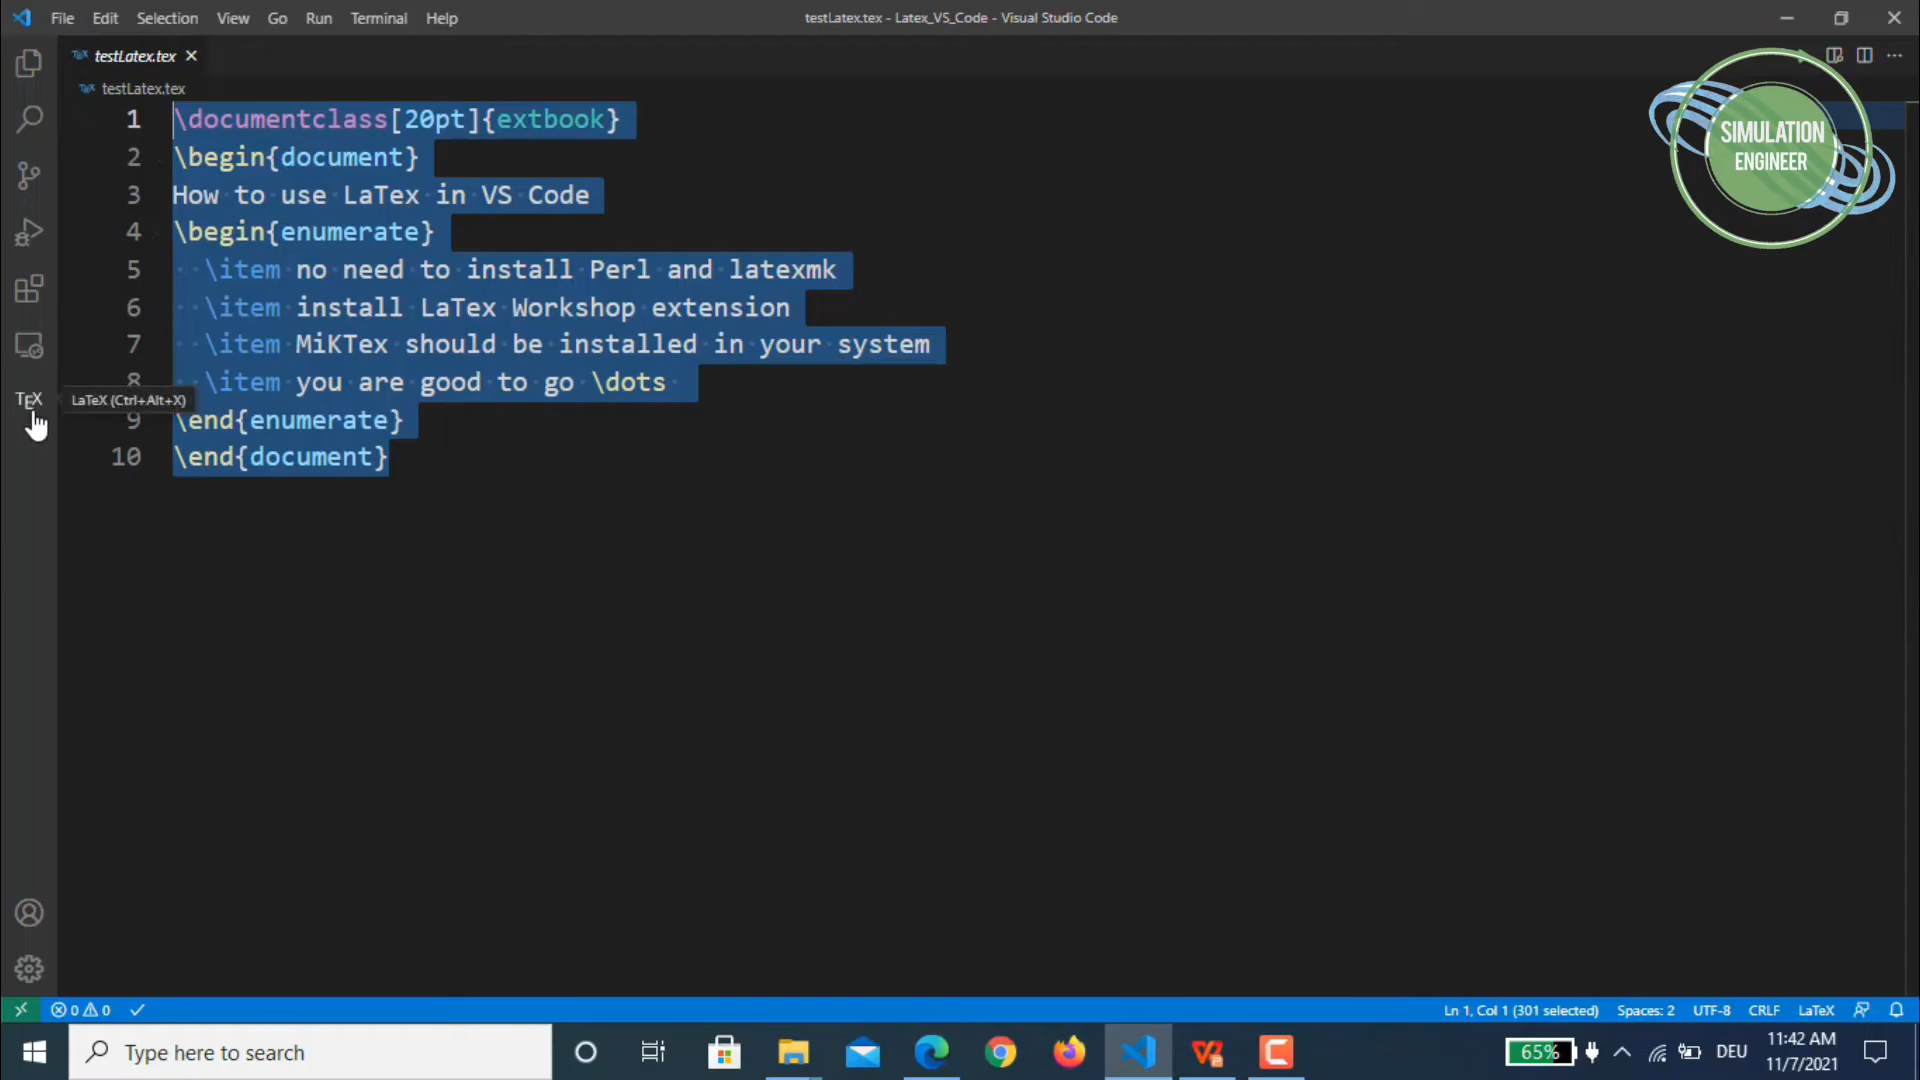 File Edit Selection View Go Run Terminal Help
testLatex.tex - Latex_VS_Code - Visual Studio Code
TEX testLatex.tex
TEX testLatex.tex
1 \documentclass[20pt]{extbook}
2 \begin{document}
3 How to use LaTex in VS Code
4 \begin{enumerate}
5 \item no need to install Perl and latexmk
6 \item install LaTex Workshop extension
7 \item MiKTex should be installed in your system
8 \item you are good to go \dots
9 \end{enumerate}
10 \end{document}
SIMULATION
ENGINEER
TEX
LaTeX (Ctrl+Alt+X)
0 0
Ln 1, Col 1 (301 selected) Spaces: 2 UTF-8 CRLF LaTeX
Type here to search
65%
DEU
11:42 AM
11/7/2021